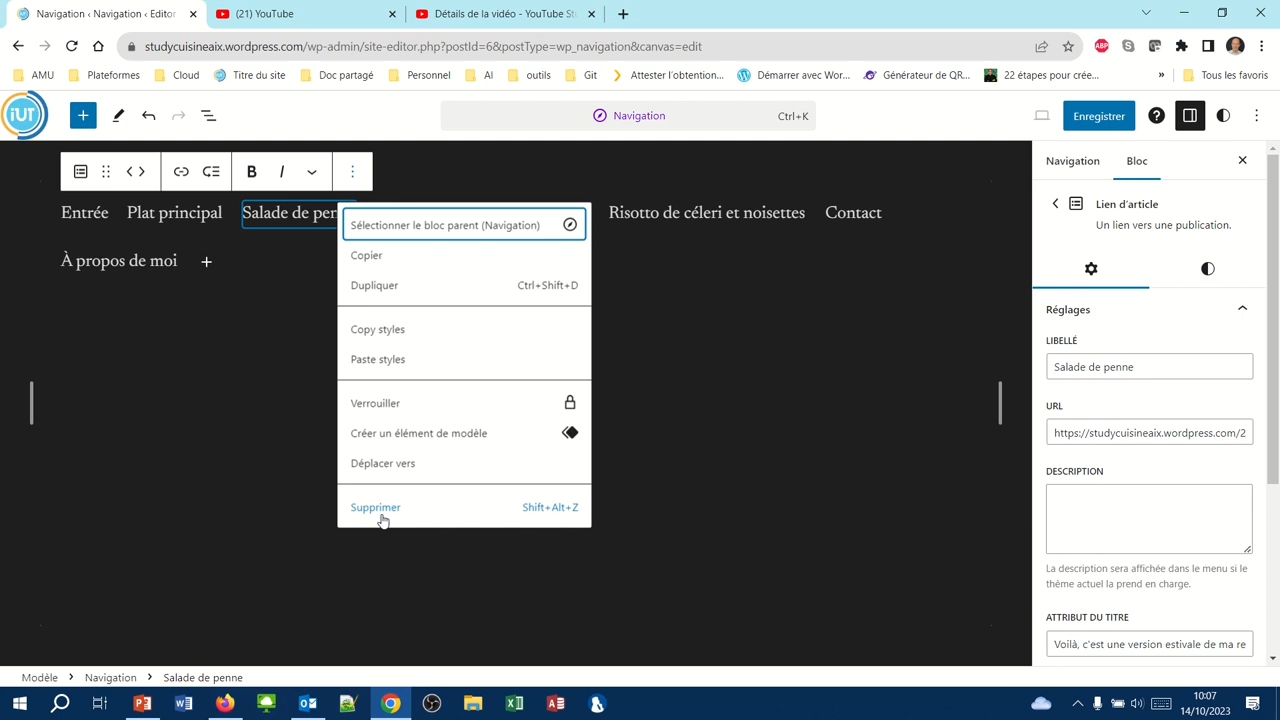 Navigation ‹ Navigation ‹ Editor
(21) YouTube
Détails de la vidéo - YouTube Stu
studycuisineaix.wordpress.com/wp-admin/site-editor.php?postId=6&postType=wp_navigation&canvas=edit
AMU
Plateformes
Cloud
Titre du site
Doc partagé
Personnel
AI
outils
Git
Attester l'obtention...
Démarrer avec Wor...
Générateur de QR...
22 étapes pour crée...
»
Tous les favoris
iUT
Navigation
Ctrl+K
Enregistrer
Entrée
Plat principal
Salade de pen
Risotto de céleri et noisettes
Contact
À propos de moi
Sélectionner le bloc parent (Navigation)
Copier
Dupliquer
Ctrl+Shift+D
Copy styles
Paste styles
Verrouiller
Créer un élément de modèle
Déplacer vers
Supprimer
Shift+Alt+Z
Navigation
Bloc
Lien d'article
Un lien vers une publication.
Réglages
LIBELLÉ
Salade de penne
URL
https://studycuisineaix.wordpress.com/2
DESCRIPTION
La description sera affichée dans le menu si le
thème actuel la prend en charge.
ATTRIBUT DU TITRE
Voilà, c'est une version estivale de ma re
Modèle
Navigation
Salade de penne
10:07
14/10/2023